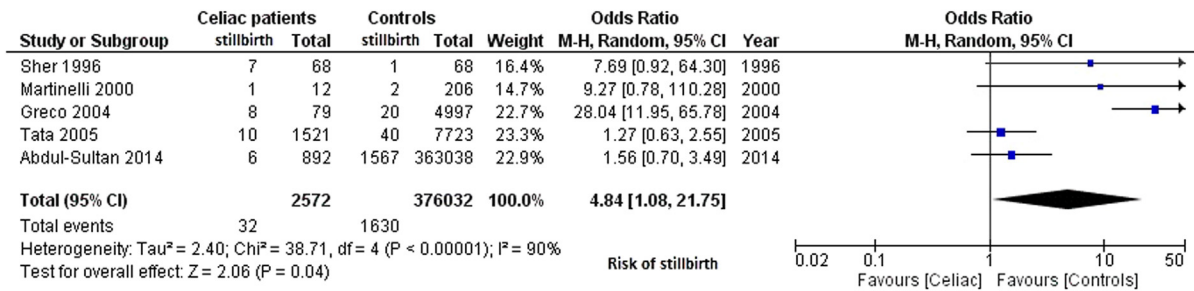 Celiac patients Controls Odds Ratio Odds Ratio
Study or Subgroup stillbirth Total stillbirth Total Weight M-H, Random, 95% CI Year M-H, Random, 95% CI
Sher 1996 7 68 1 68 16.4% 7.69 [0.92, 64.30] 1996
Martinelli 2000 1 12 2 206 14.7% 9.27 [0.78, 110.28] 2000
Greco 2004 8 79 20 4997 22.7% 28.04 [11.95, 65.78] 2004
Tata 2005 10 1521 40 7723 23.3% 1.27 [0.63, 2.55] 2005
Abdul-Sultan 2014 6 892 1567 363038 22.9% 1.56 [0.70, 3.49] 2014
Total (95% CI) 2572 376032 100.0% 4.84 [1.08, 21.75]
Total events 32 1630
Heterogeneity: Tau² = 2.40; Chi² = 38.71, df = 4 (P < 0.00001); I² = 90%
Test for overall effect: Z = 2.06 (P = 0.04)
Risk of stillbirth
0.02 0.1 1 10 50
Favours [Celiac] Favours [Controls]